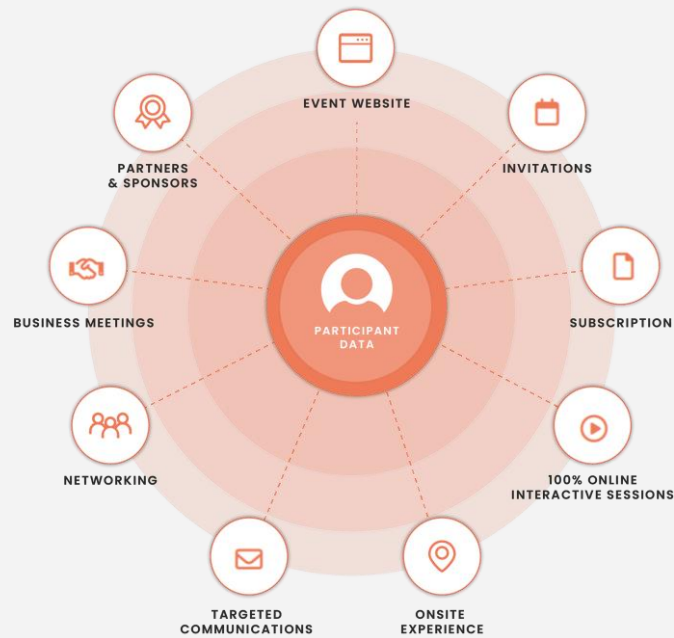 EVENT WEBSITE
PARTNERS
& SPONSORS
INVITATIONS
BUSINESS MEETINGS
PARTICIPANT
DATA
SUBSCRIPTION
NETWORKING
100% ONLINE
INTERACTIVE SESSIONS
TARGETED
COMMUNICATIONS
ONSITE
EXPERIENCE